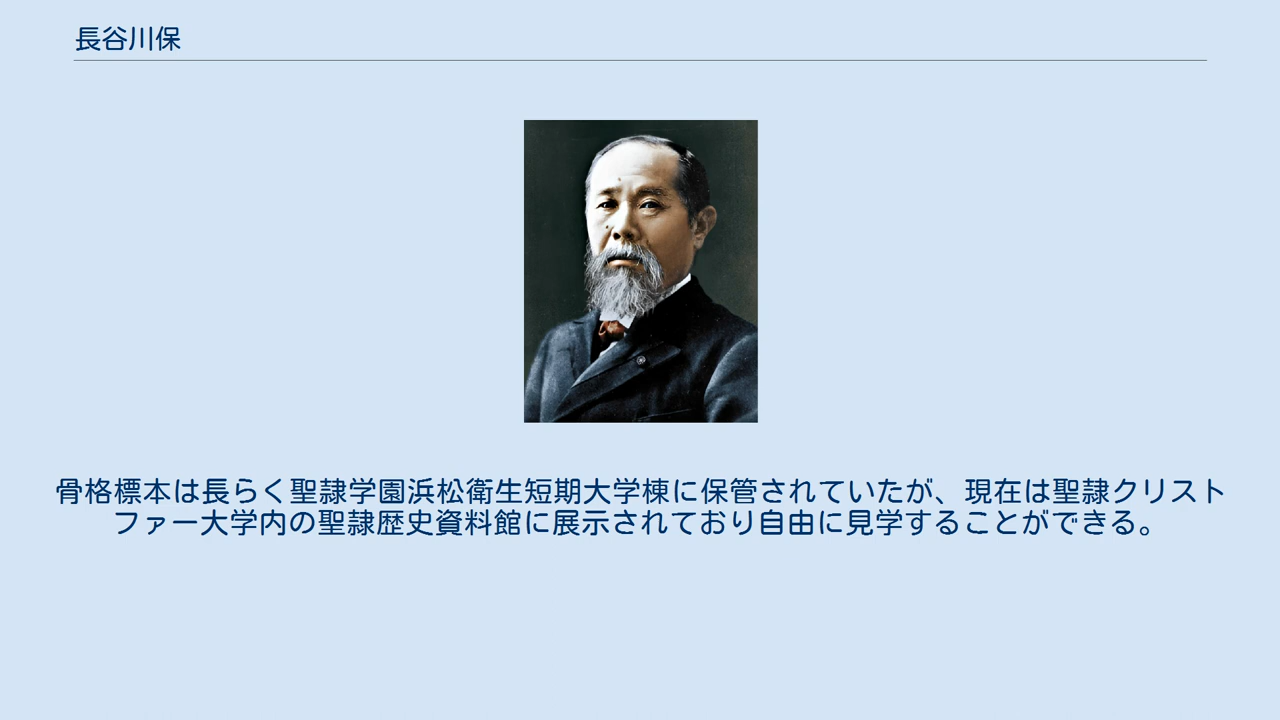 長谷川保
骨格標本は長らく聖隷学園浜松衛生短期大学棟に保管されていたが、現在は聖隷クリスト
ファー大学内の聖隷歴史資料館に展示されており自由に見学することができる。